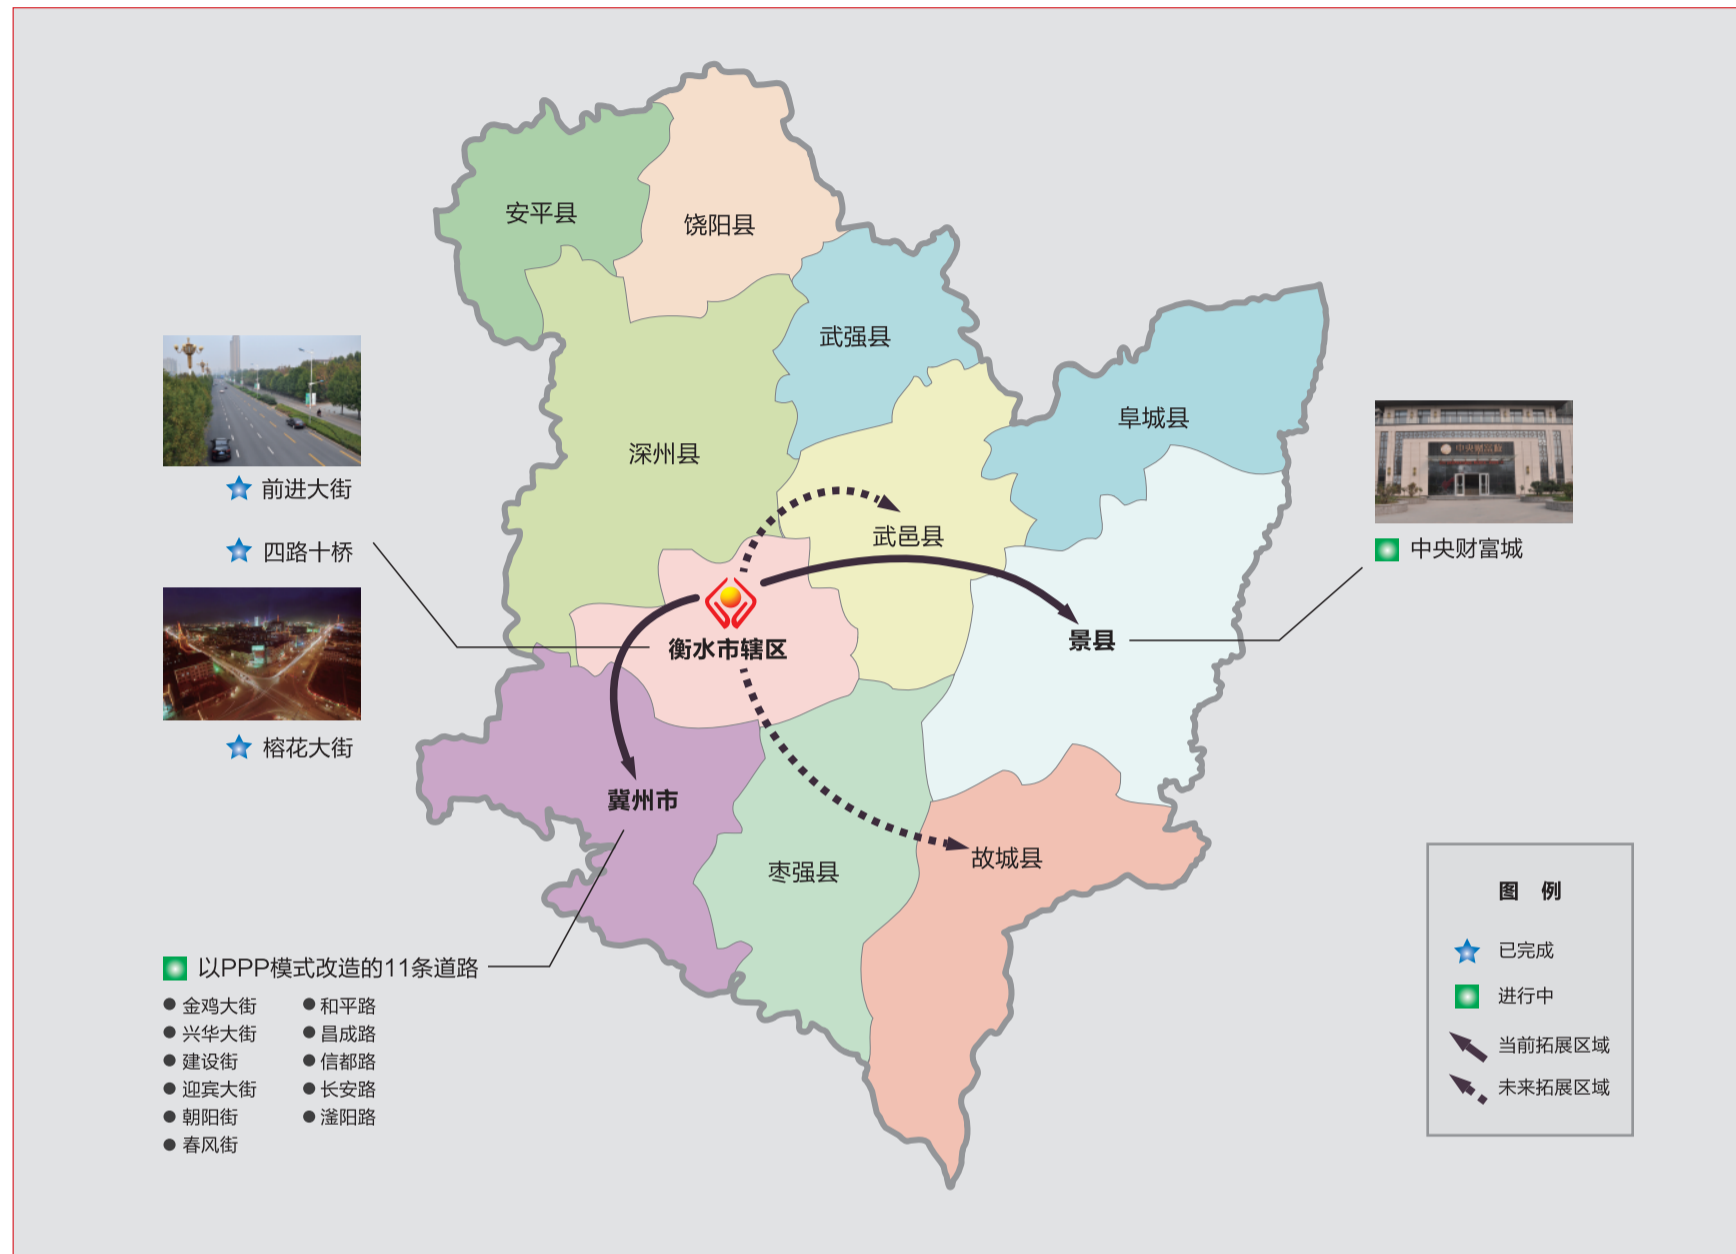 安平县
饶阳县
武强县
阜城县
深州县
武邑县
衡水市辖区
景县
冀州市
枣强县
故城县
前进大街
四路十桥
榕花大街
中央财富城
中央财富城
以PPP模式改造的11条道路
金鸡大街
兴华大街
建设街
迎宾大街
朝阳街
春风街
和平路
昌成路
信都路
长安路
滏阳路
图 例
已完成
进行中
当前拓展区域
未来拓展区域